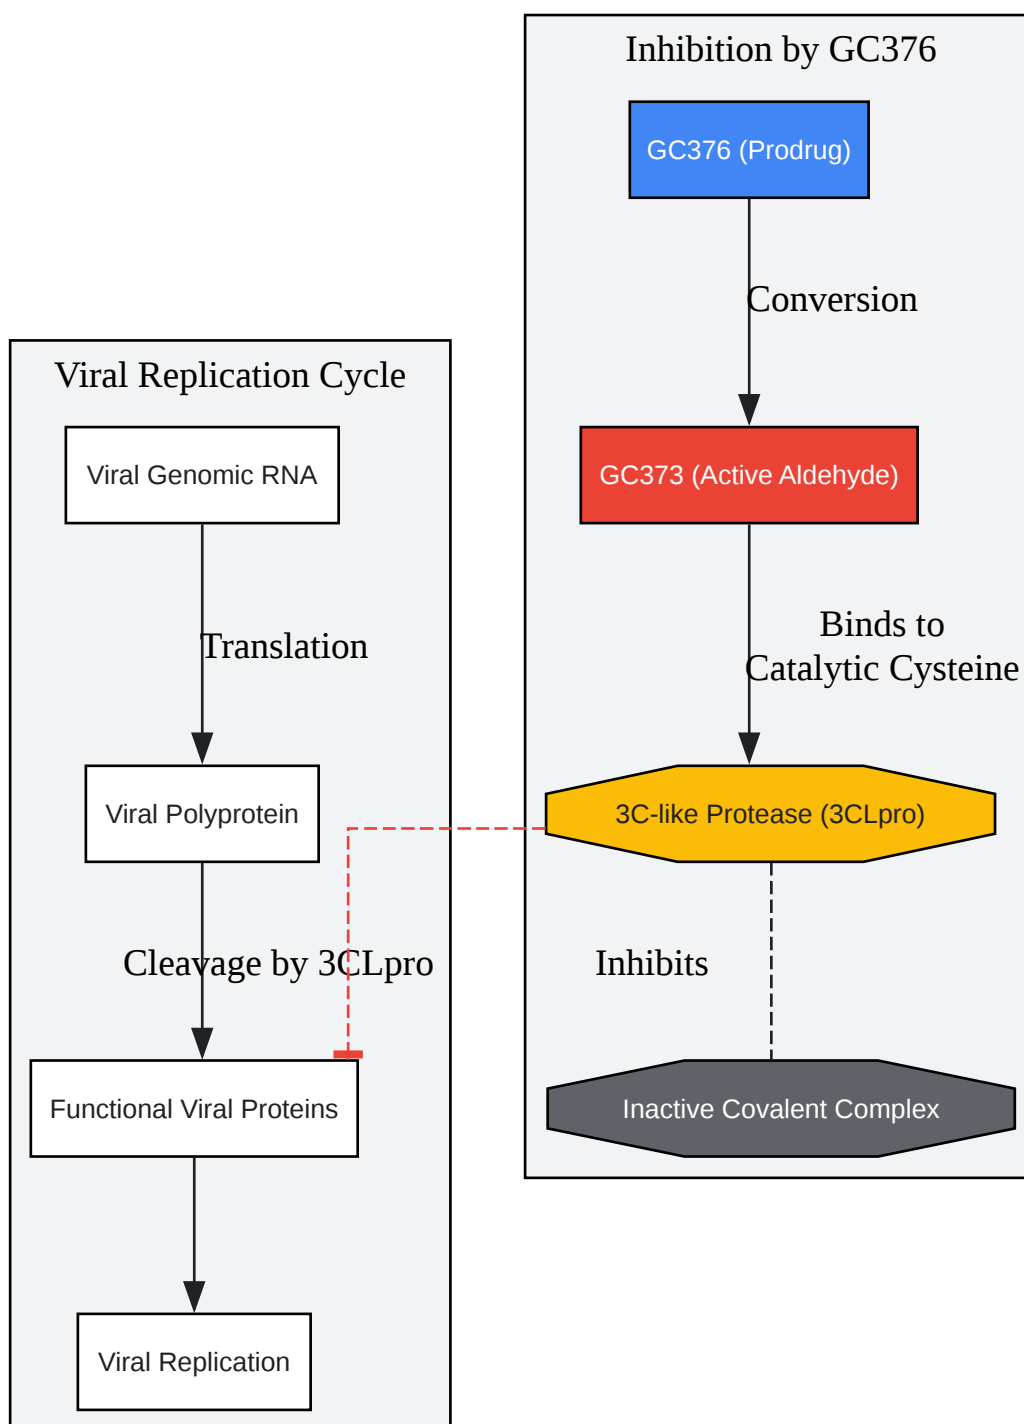 Inhibition by GC376
GC376 (Prodrug)
Conversion
GC373 (Active Aldehyde)
Binds to
Catalytic Cysteine
3C-like Protease (3CLpro)
Inhibits
Inactive Covalent Complex
Viral Replication Cycle
Viral Genomic RNA
Translation
Viral Polyprotein
Cleavage by 3CLpro
Functional Viral Proteins
Viral Replication